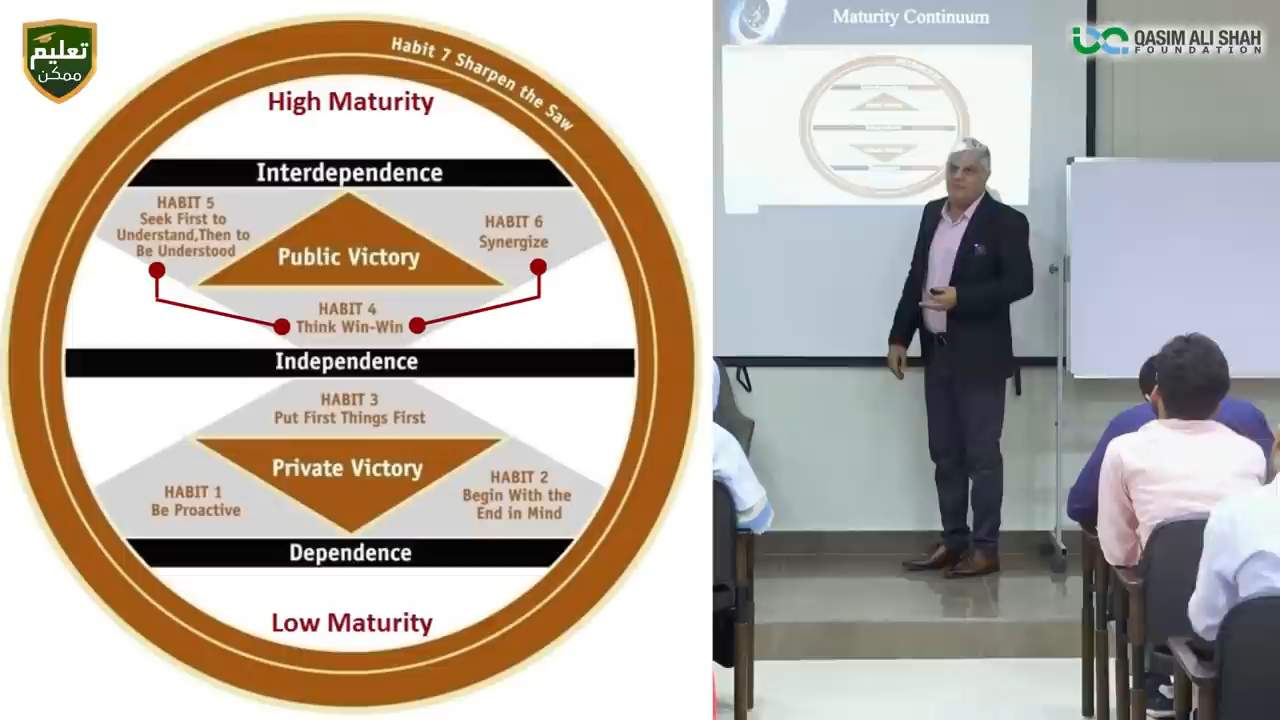 تعلیم
ممکن
Habit 7 Sharpen the Saw
High Maturity
Interdependence
HABIT 5
Seek First to
Understand,Then to
Be Understood
HABIT 6
Synergize
Public Victory
HABIT 4
Think Win-Win
Independence
HABIT 3
Put First Things First
Private Victory
HABIT 1
Be Proactive
HABIT 2
Begin With the
End in Mind
Dependence
Low Maturity
Maturity Continuum
QASIM ALI SHAH
FOUNDATION